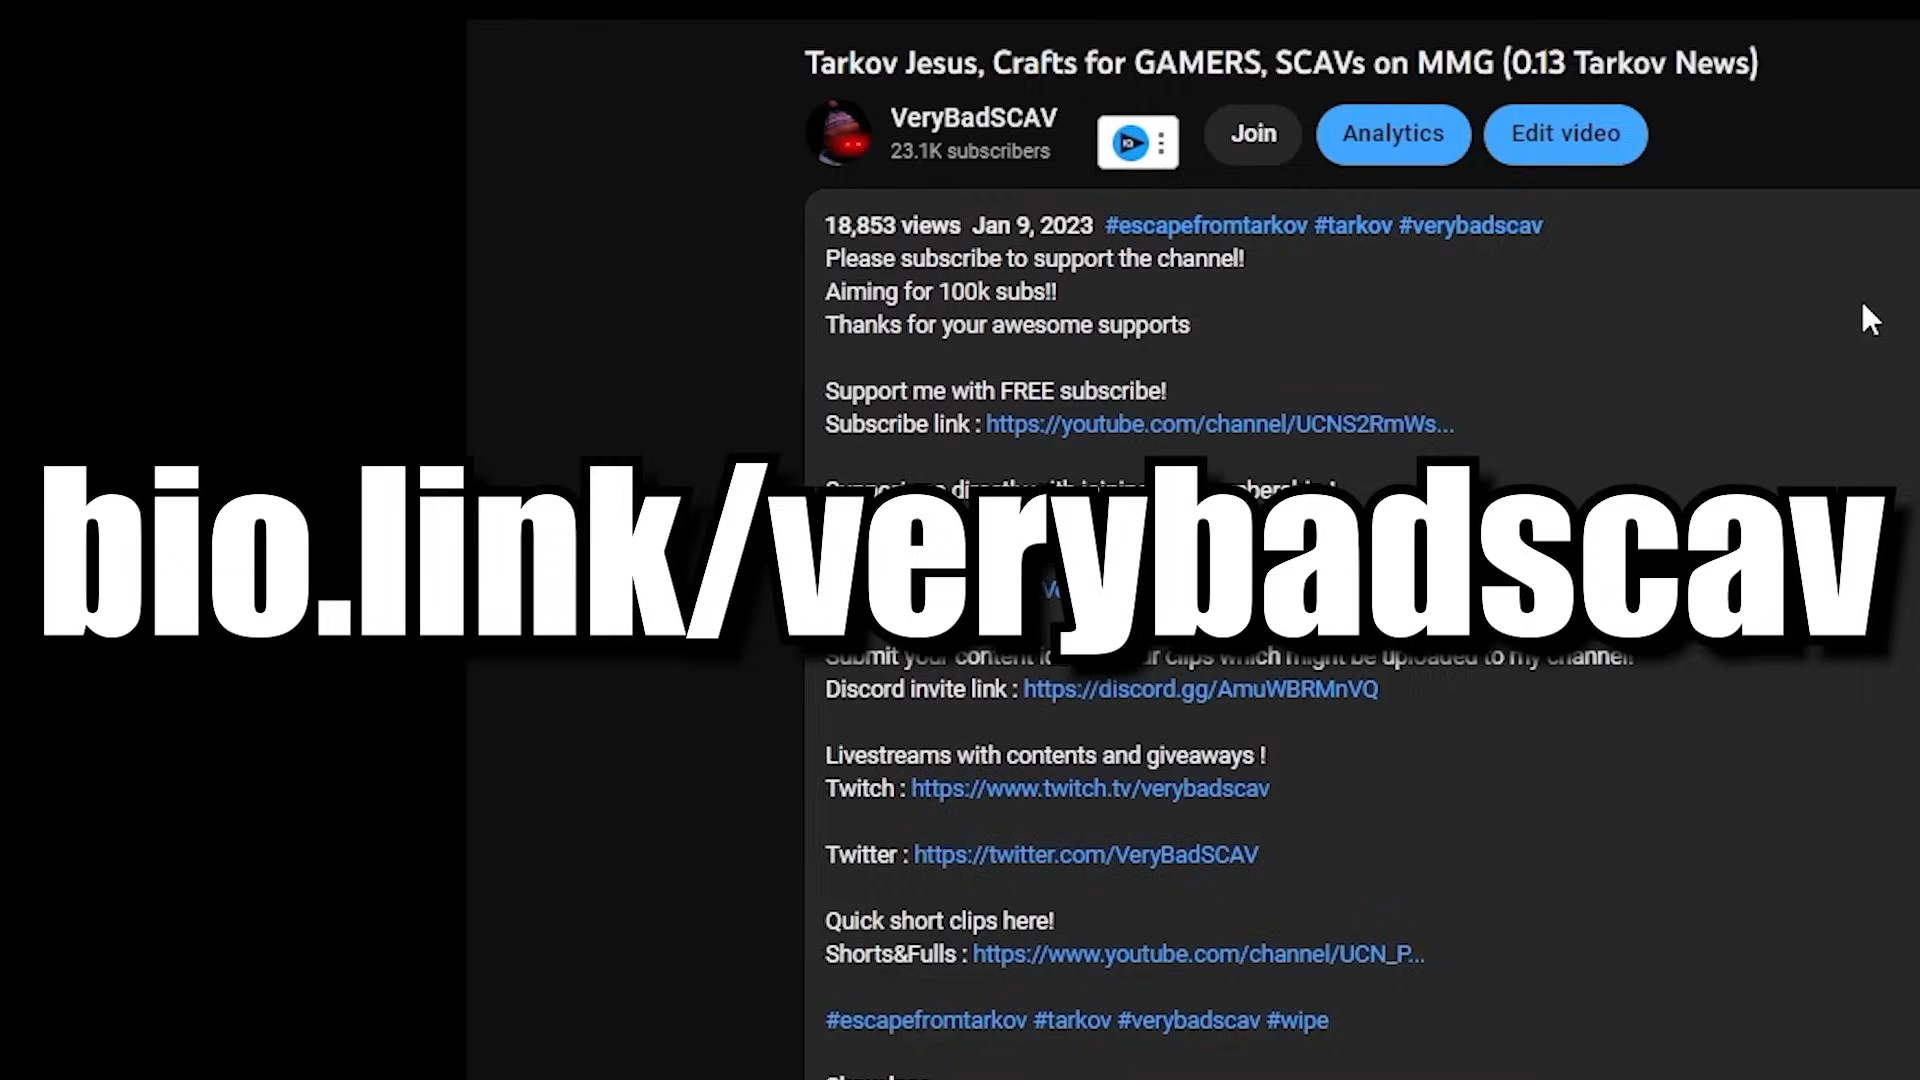 Tarkov Jesus, Crafts for GAMERS, SCAVs on MMG (0.13 Tarkov News)
VeryBadSCAV
23.1K subscribers
Join
Analytics
Edit video
18,853 views Jan 9, 2023 #escapefromtarkov #tarkov #verybadscav
Please subscribe to support the channel!
Aiming for 100k subs!!
Thanks for your awesome supports
Support me with FREE subscribe!
Subscribe link : https://youtube.com/channel/UCNS2RmWs...
bio.link/verybadscav
Submit your content clips which might be uploaded to my channel!
Discord invite link : https://discord.gg/AmuWBRMnVQ
Livestreams with contents and giveaways !
Twitch : https://www.twitch.tv/verybadscav
Twitter : https://twitter.com/VeryBadSCAV
Quick short clips here!
Shorts&Fulls : https://www.youtube.com/channel/UCN_P...
#escapefromtarkov #tarkov #verybadscav #wipe